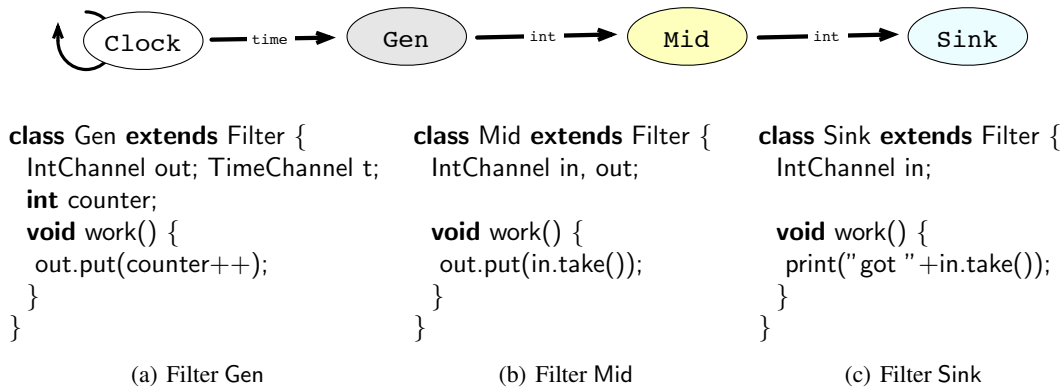 Clock time Gen int Mid int Sink
class Gen extends Filter {
IntChannel out; TimeChannel t;
int counter;
void work() {
out.put(counter++);
}
}
(a) Filter Gen
class Mid extends Filter {
IntChannel in, out;
void work() {
out.put(in.take());
}
}
(b) Filter Mid
class Sink extends Filter {
IntChannel in;
void work() {
print("got "+in.take());
}
}
(c) Filter Sink